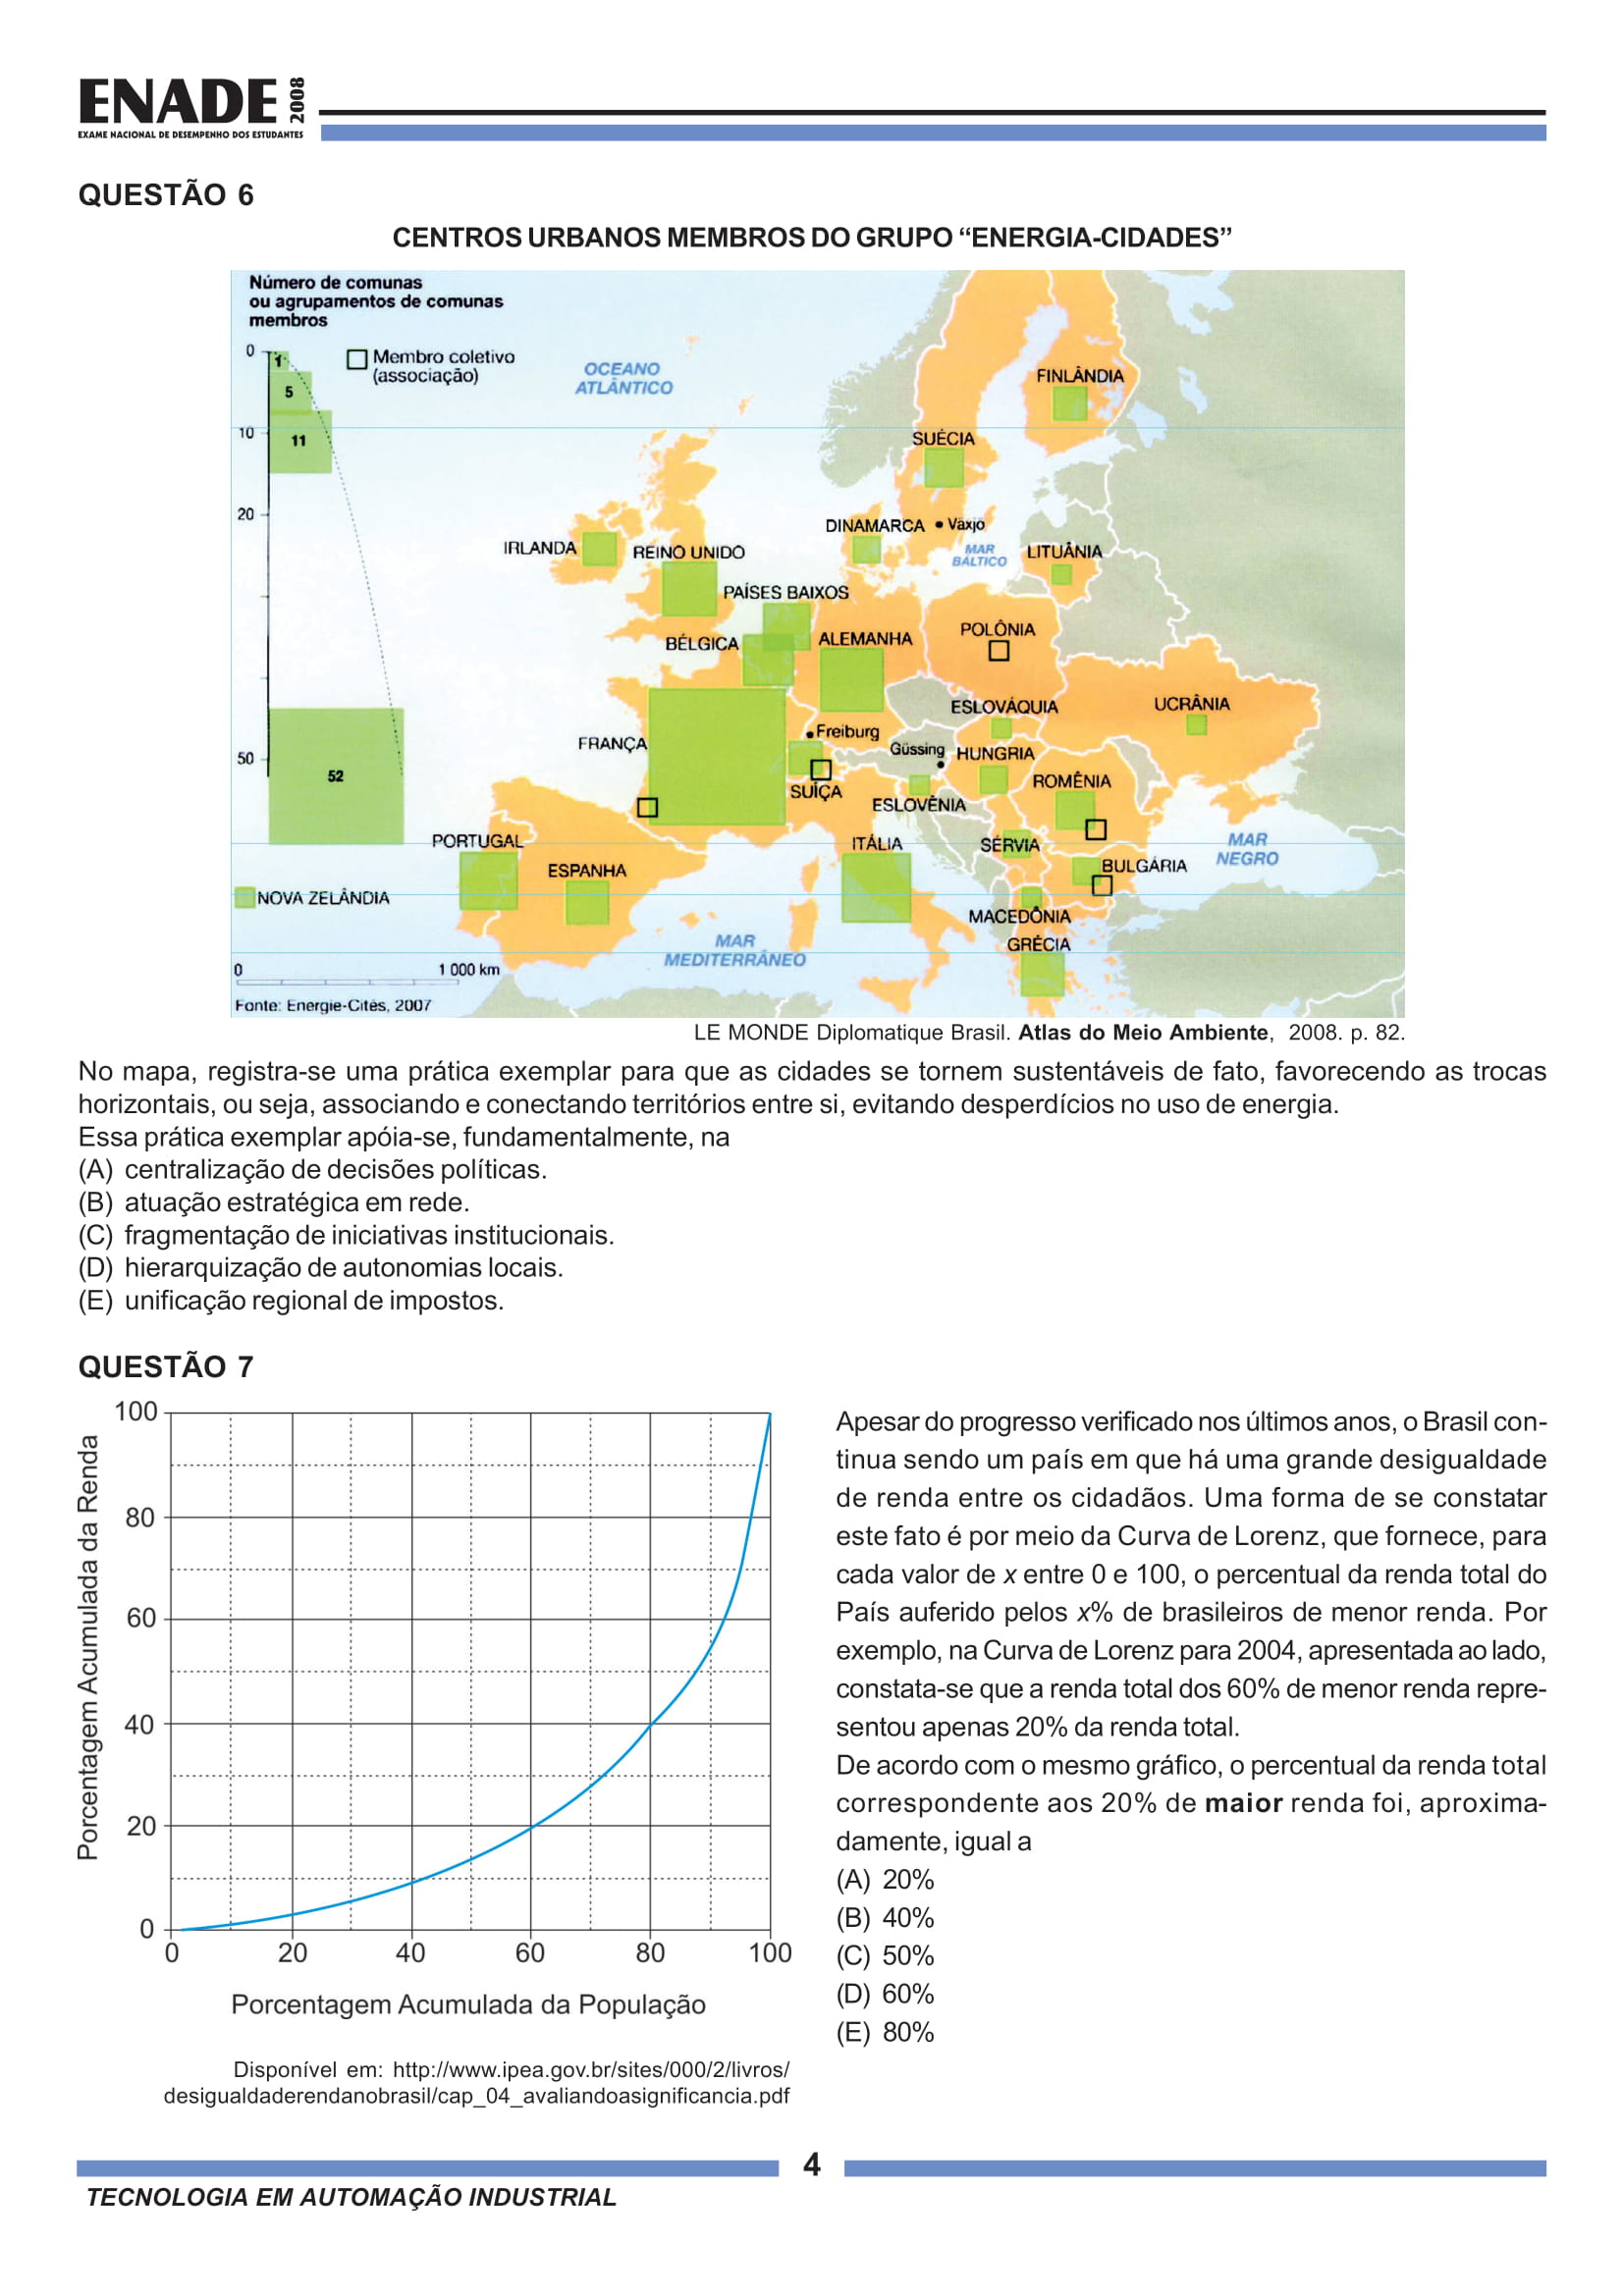 ENADE 2008
EXAME NACIONAL DE DESEMPENHO DOS ESTUDANTES
QUESTÃO 6
CENTROS URBANOS MEMBROS DO GRUPO “ENERGIA-CIDADES”
Número de comunas
ou agrupamentos de comunas
membros
0
1
5
10
11
20
50
52
Membro coletivo
(associação)
OCEANO
ATLÂNTICO
FINLÂNDIA
SUÉCIA
DINAMARCA
Växjö
MAR
BÁLTICO
LITUÂNIA
IRLANDA
REINO UNIDO
PAÍSES BAIXOS
BÉLGICA
ALEMANHA
POLÔNIA
ESLOVÁQUIA
UCRÂNIA
FRANÇA
Freiburg
Güssing
HUNGRIA
SUÍÇA
ESLOVÊNIA
ROMÊNIA
PORTUGAL
ESPANHA
ITÁLIA
SÉRVIA
BULGÁRIA
MAR
NEGRO
NOVA ZELÂNDIA
MACEDÔNIA
GRÉCIA
MAR
MEDITERRÂNEO
0 1 000 km
Fonte: Energie-Cités, 2007
LE MONDE Diplomatique Brasil. Atlas do Meio Ambiente, 2008. p. 82.
No mapa, registra-se uma prática exemplar para que as cidades se tornem sustentáveis de fato, favorecendo as trocas
horizontais, ou seja, associando e conectando territórios entre si, evitando desperdícios no uso de energia.
Essa prática exemplar apóia-se, fundamentalmente, na
(A) centralização de decisões políticas.
(B) atuação estratégica em rede.
(C) fragmentação de iniciativas institucionais.
(D) hierarquização de autonomias locais.
(E) unificação regional de impostos.
QUESTÃO 7
Porcentagem Acumulada da Renda
100
80
60
40
20
0
0 20 40 60 80 100
Porcentagem Acumulada da População
Disponível em: http://www.ipea.gov.br/sites/000/2/livros/
desigualdaderendanobrasil/cap_04_avaliandoasignificancia.pdf
Apesar do progresso verificado nos últimos anos, o Brasil con-
tinua sendo um país em que há uma grande desigualdade
de renda entre os cidadãos. Uma forma de se constatar
este fato é por meio da Curva de Lorenz, que fornece, para
cada valor de x entre 0 e 100, o percentual da renda total do
País auferido pelos x% de brasileiros de menor renda. Por
exemplo, na Curva de Lorenz para 2004, apresentada ao lado,
constata-se que a renda total dos 60% de menor renda repre-
sentou apenas 20% da renda total.
De acordo com o mesmo gráfico, o percentual da renda total
correspondente aos 20% de maior renda foi, aproxima-
damente, igual a
(A) 20%
(B) 40%
(C) 50%
(D) 60%
(E) 80%
4
TECNOLOGIA EM AUTOMAÇÃO INDUSTRIAL